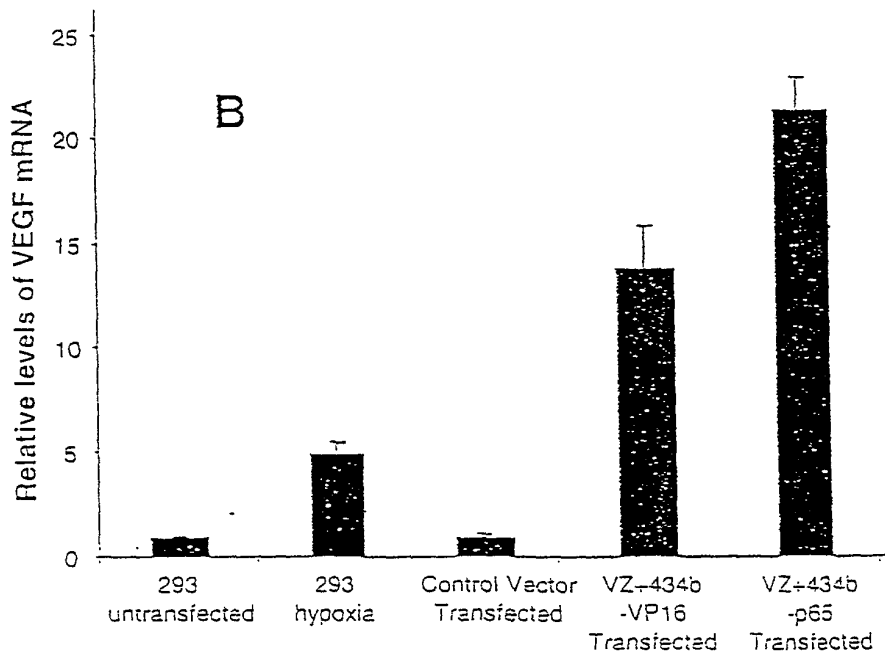 B
Relative levels of VEGF mRNA
25
20
15
10
5
0
293
untransfected
293
hypoxia
Control Vector
Transfected
VZ+434b
-VP16
Transfected
VZ+434b
-p65
Transfected